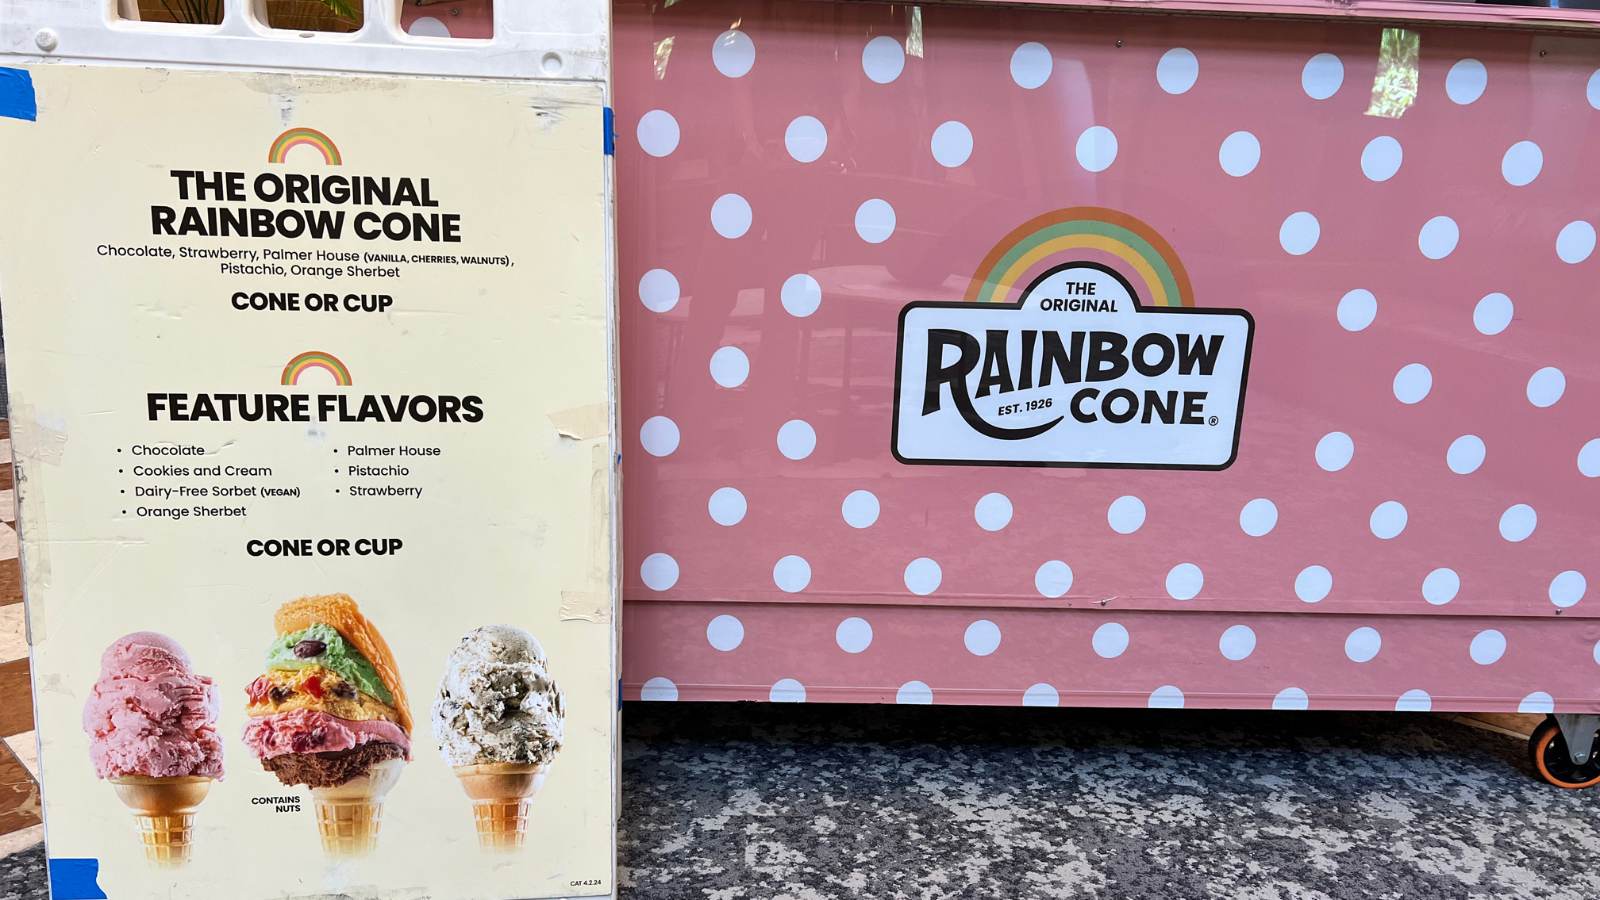 THE ORIGINAL
RAINBOW CONE
Chocolate, Strawberry, Palmer House (VANILLA, CHERRIES, WALNUTS),
Pistachio, Orange Sherbet
CONE OR CUP
FEATURE FLAVORS
• Chocolate
• Cookies and Cream
• Dairy-Free Sorbet (VEGAN)
• Orange Sherbet
• Palmer House
• Pistachio
• Strawberry
CONE OR CUP
CONTAINS
NUTS
CAT 4.2.24
THE
ORIGINAL
RAINBOW
EST. 1926
CONE®